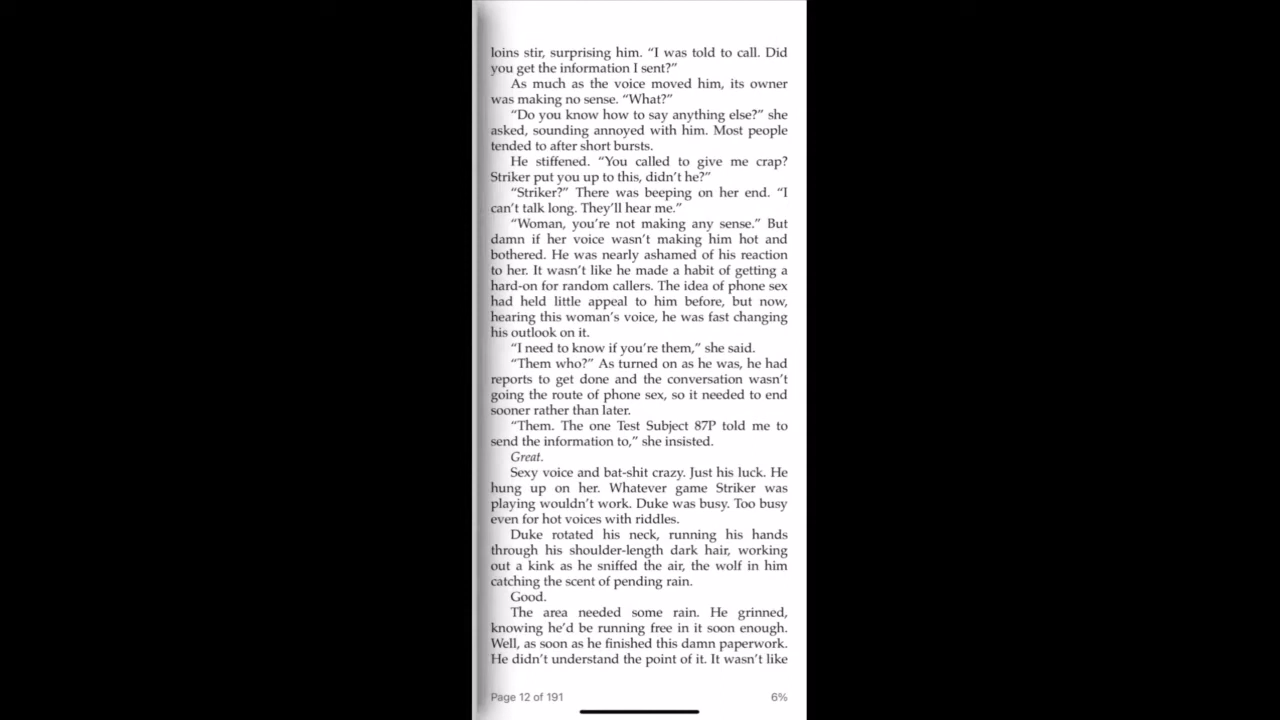 loins stir, surprising him. “I was told to call. Did
you get the information I sent?”
As much as the voice moved him, its owner
was making no sense. “What?”
“Do you know how to say anything else?” she
asked, sounding annoyed with him. Most people
tended to after short bursts.
He stiffened. “You called to give me crap?
Striker put you up to this, didn’t he?”
“Striker?” There was beeping on her end. “I
can’t talk long. They’ll hear me.”
“Woman, you’re not making any sense.” But
damn if her voice wasn’t making him hot and
bothered. He was nearly ashamed of his reaction
to her. It wasn’t like he made a habit of getting a
hard-on for random callers. The idea of phone sex
had held little appeal to him before, but now,
hearing this woman’s voice, he was fast changing
his outlook on it.
“I need to know if you’re them,” she said.
“Them who?” As turned on as he was, he had
reports to get done and the conversation wasn’t
going the route of phone sex, so it needed to end
sooner rather than later.
“Them. The one Test Subject 87P told me to
send the information to,” she insisted.
Great.
Sexy voice and bat-shit crazy. Just his luck. He
hung up on her. Whatever game Striker was
playing wouldn’t work. Duke was busy. Too busy
even for hot voices with riddles.
Duke rotated his neck, running his hands
through his shoulder-length dark hair, working
out a kink as he sniffed the air, the wolf in him
catching the scent of pending rain.
Good.
The area needed some rain. He grinned,
knowing he’d be running free in it soon enough.
Well, as soon as he finished this damn paperwork.
He didn’t understand the point of it. It wasn’t like
Page 12 of 191
6%